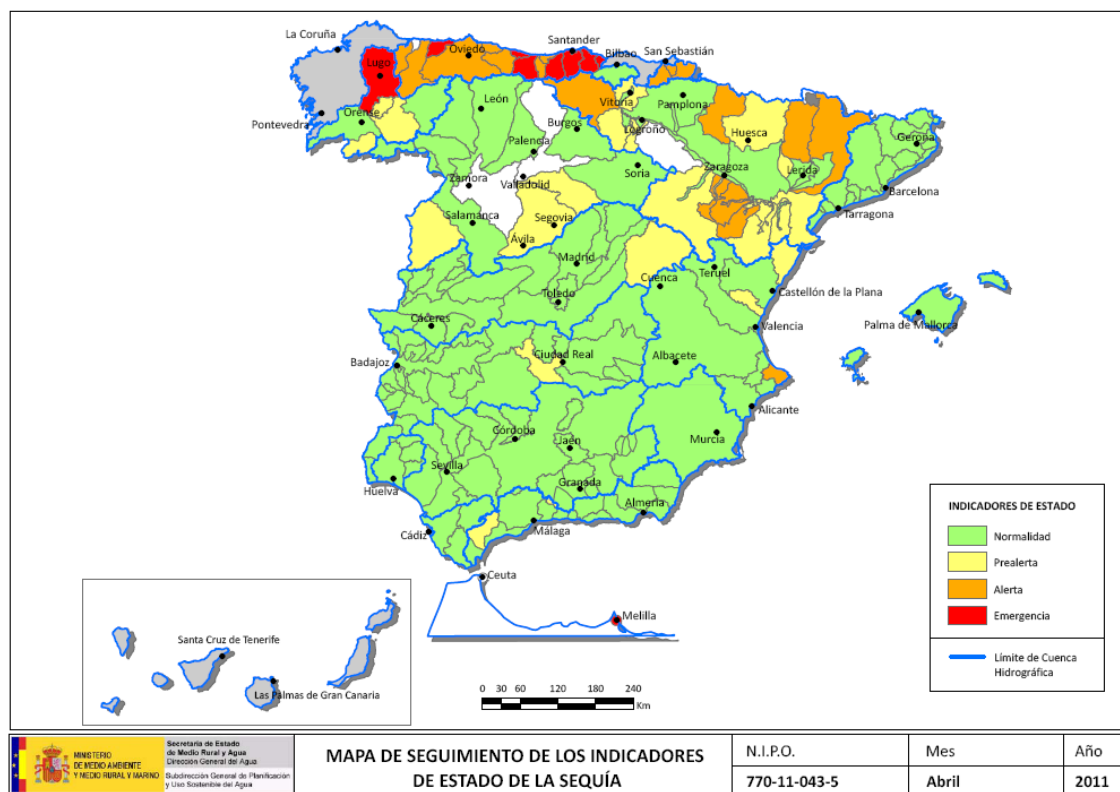 La Coruña
Lugo
Oviedo
Santander
Bilbao
San Sebastián
Pontevedra
Orense
León
Burgos
Vitoria
Logroño
Pamplona
Huesca
Gerona
Palencia
Zamora
Valladolid
Soria
Zaragoza
Lerida
Barcelona
Tarragona
Salamanca
Segovia
Ávila
Madrid
Teruel
Cuenca
Castellón de la Plana
Toledo
Palma de Mallorca
Cáceres
Valencia
Ciudad Real
Albacete
Badajoz
Alicante
Córdoba
Murcia
Jaén
Sevilla
Huelva
Granada
Almería
Cádiz
Málaga
Ceuta
Melilla
Santa Cruz de Tenerife
Las Palmas de Gran Canaria
0 30 60 120 180 240
Km
INDICADORES DE ESTADO
Normalidad
Prealerta
Alerta
Emergencia
Límite de Cuenca
Hidrográfica
MINISTERIO
DE MEDIO AMBIENTE
Y MEDIO RURAL Y MARINO
Secretaría de Estado
de Medio Rural y Agua
Dirección General del Agua
Subdirección General de Planificación
y Uso Sostenible del Agua
MAPA DE SEGUIMIENTO DE LOS INDICADORES
DE ESTADO DE LA SEQUÍA
N.I.P.O.
770-11-043-5
Mes
Abril
Año
2011